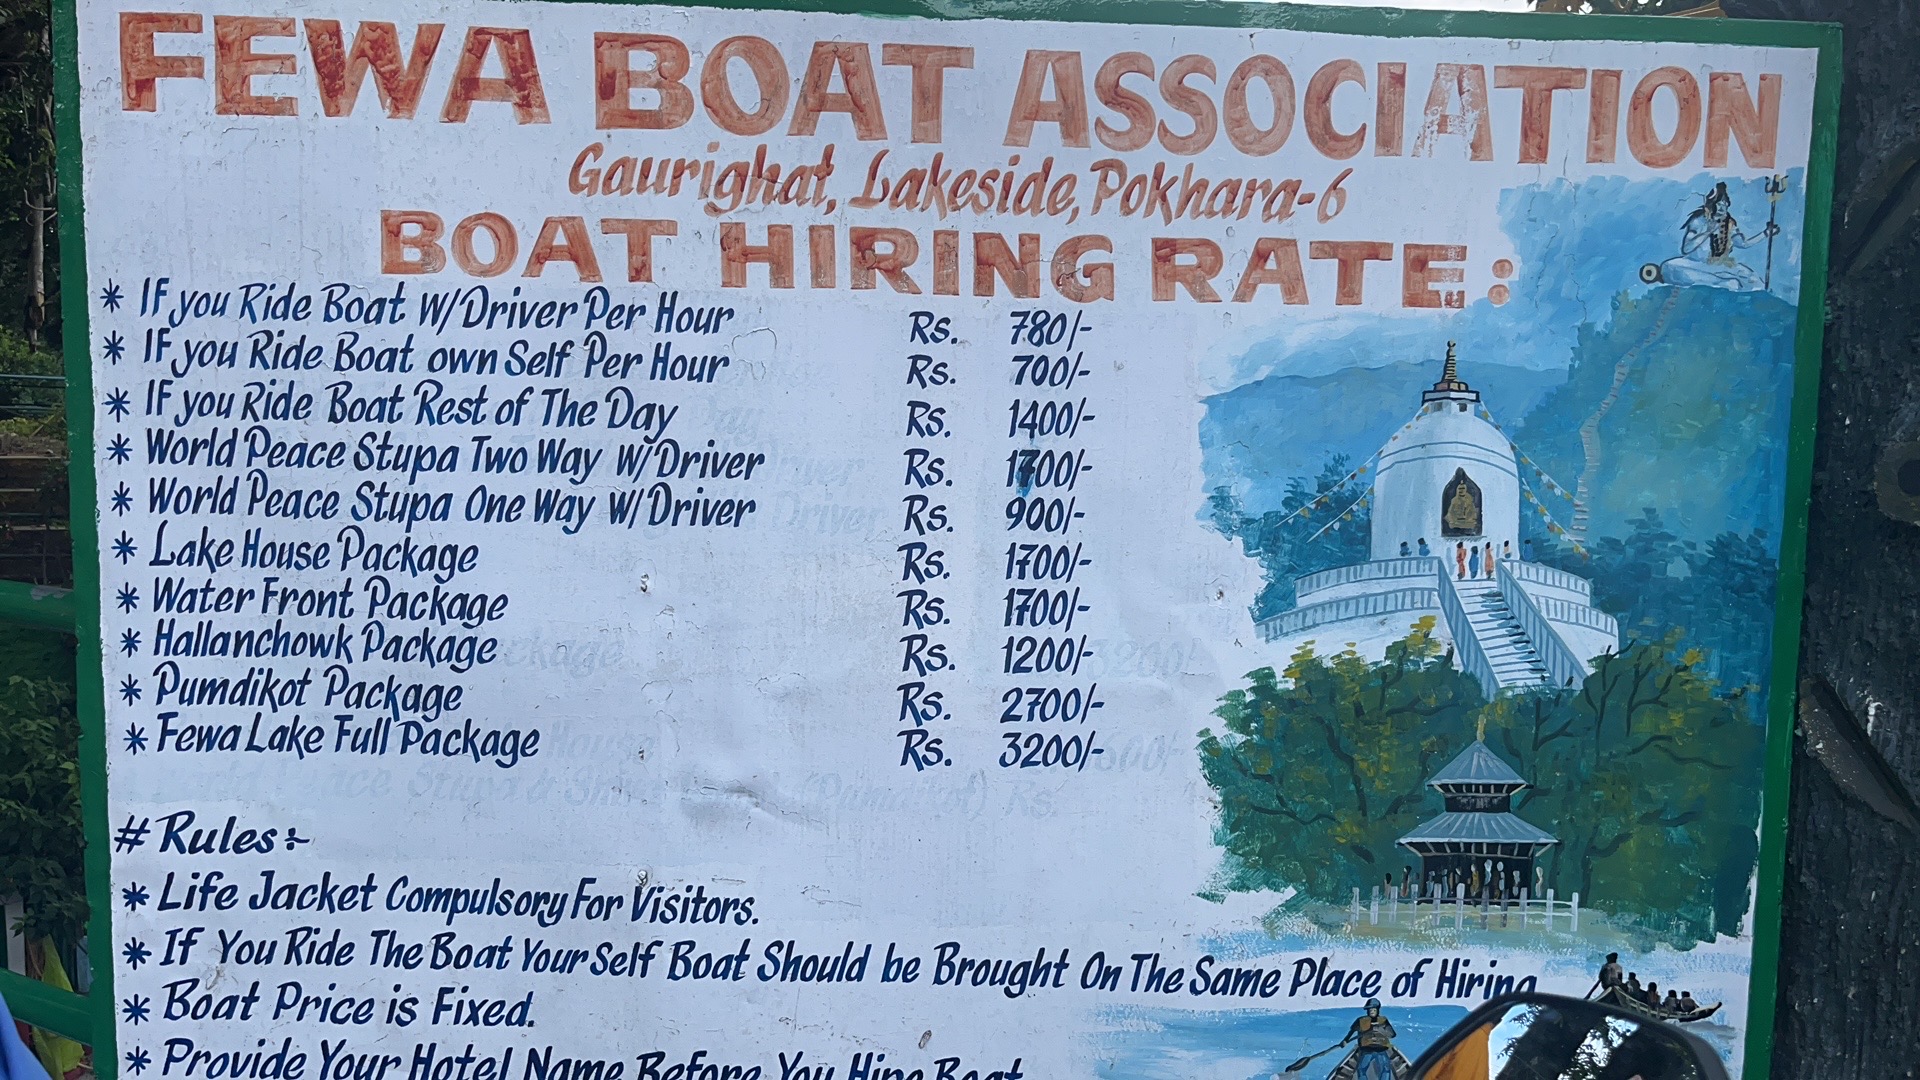 FEWA BOAT ASSOCIATION
Gaurighat, Lakeside, Pokhara-6
BOAT HIRING RATE:
* IF you Ride Boat W/Driver Per Hour Rs. 780/-
* IF you Ride Boat own Self Per Hour Rs. 700/-
* IF you Ride Boat Rest of The Day Rs. 1400/-
* World Peace Stupa Two Way W/Driver Rs. 1700/-
* World Peace Stupa One Way W/Driver Rs. 900/-
* Lake House Package Rs. 1700/-
* Water Front Package Rs. 1700/-
* Hallanchowk Package Rs. 1200/-
* Pumdikot Package Rs. 2700/-
* Fewa Lake Full Package Rs. 3200/-
# Rules:-
* Life Jacket Compulsory For Visitors.
* If You Ride The Boat Your Self Boat Should be Brought On The Same Place of Hiring
* Boat Price is Fixed.
* Provide Your Hotel Name Before You Hire Boat